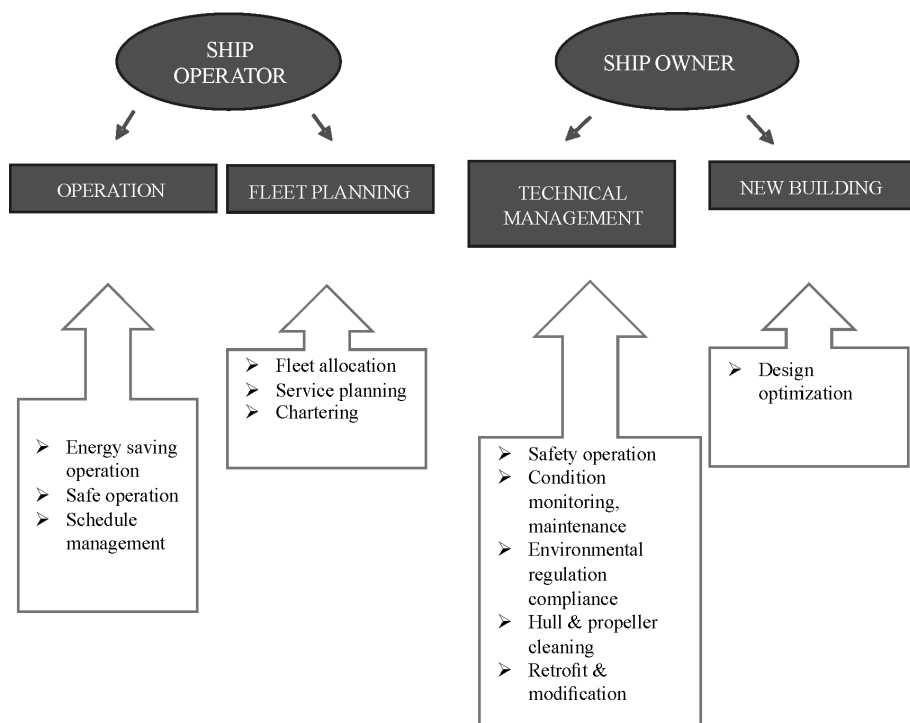 SHIP
OPERATOR
SHIP OWNER
OPERATION
FLEET PLANNING
TECHNICAL
MANAGEMENT
NEW BUILDING
➢ Energy saving
operation
➢ Safe operation
➢ Schedule
management
➢ Fleet allocation
➢ Service planning
➢ Chartering
➢ Safety operation
➢ Condition
monitoring,
maintenance
➢ Environmental
regulation
compliance
➢ Hull & propeller
cleaning
➢ Retrofit &
modification
➢ Design
optimization